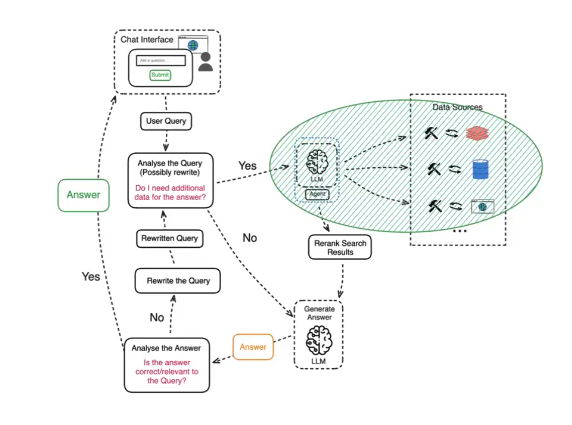 Chat Interface
Ask a question
Submit
User Query
Analyse the Query
(Possibly rewrite)
Do I need additional
data for the answer?
Yes
LLM
Agent
Data Sources
...
Answer
Rewritten Query
No
Rerank Search
Results
Rewrite the Query
Yes
No
Generate
Answer
LLM
Answer
Analyse the Answer
Is the answer
correct/relevant to
the Query?